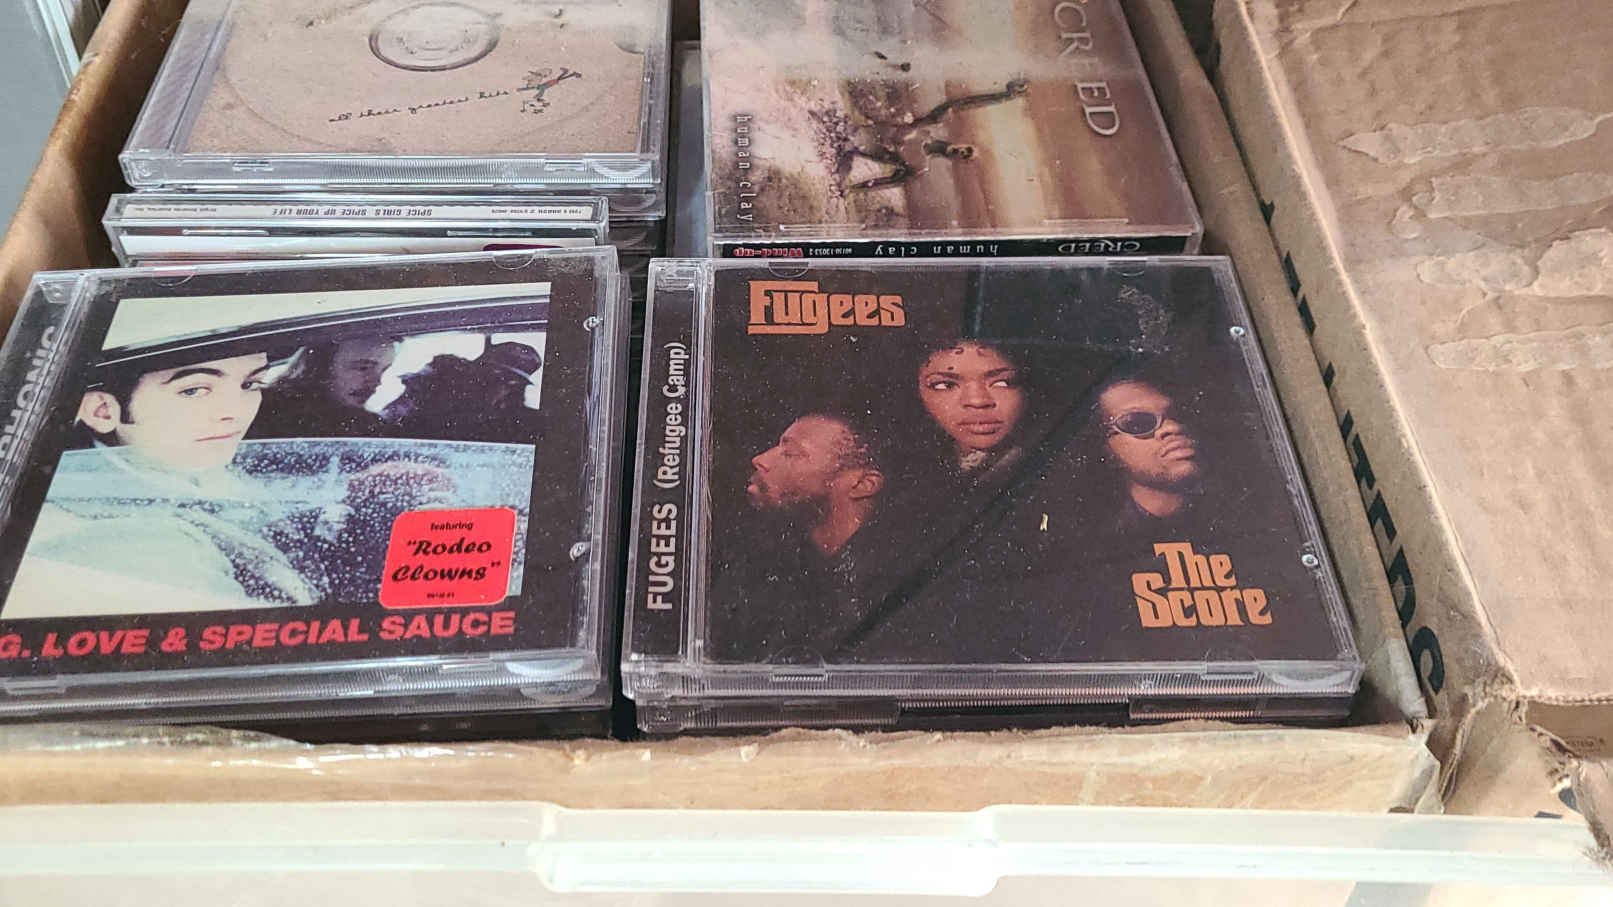 all their greatest hits
CREED
human clay
SPICE GIRLS SPICE UP YOUR LIFE
Wind-up
human clay
CREED
PHONIC
featuring
"Rodeo
Clowns"
G. LOVE & SPECIAL SAUCE
FUGEES (Refugee Camp)
Fugees
The
Score